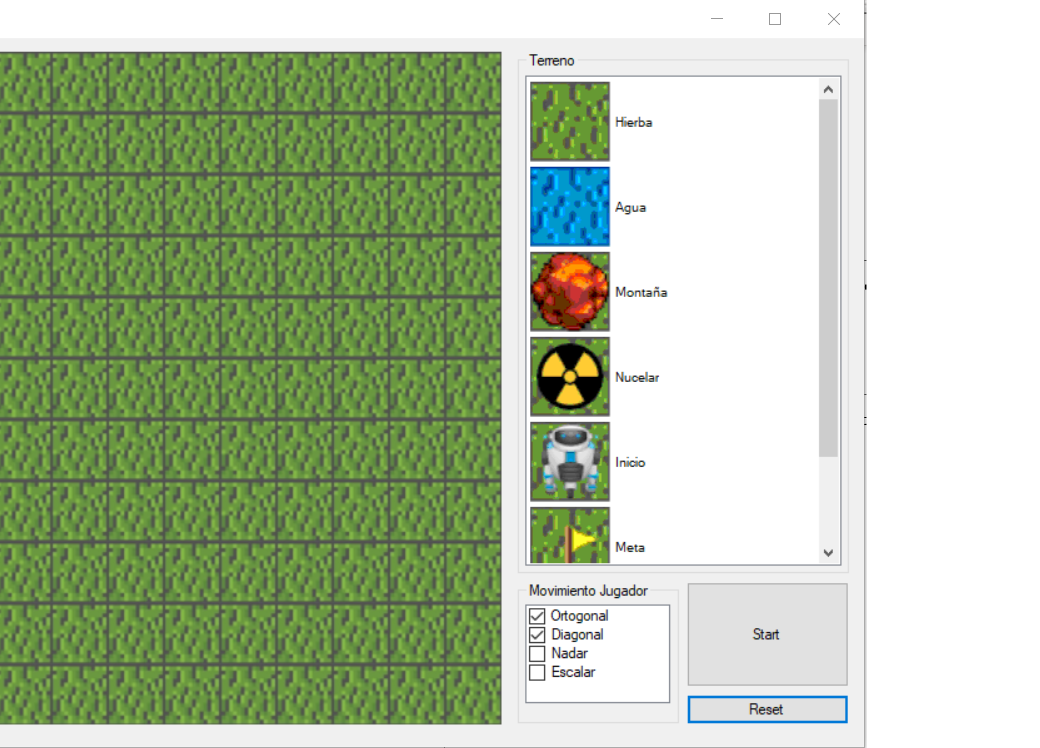 Terreno
Hierba
Agua
Montaña
Nucelar
Inicio
Meta
Movimiento Jugador
Ortogonal
Diagonal
Nadar
Escalar
Start
Reset